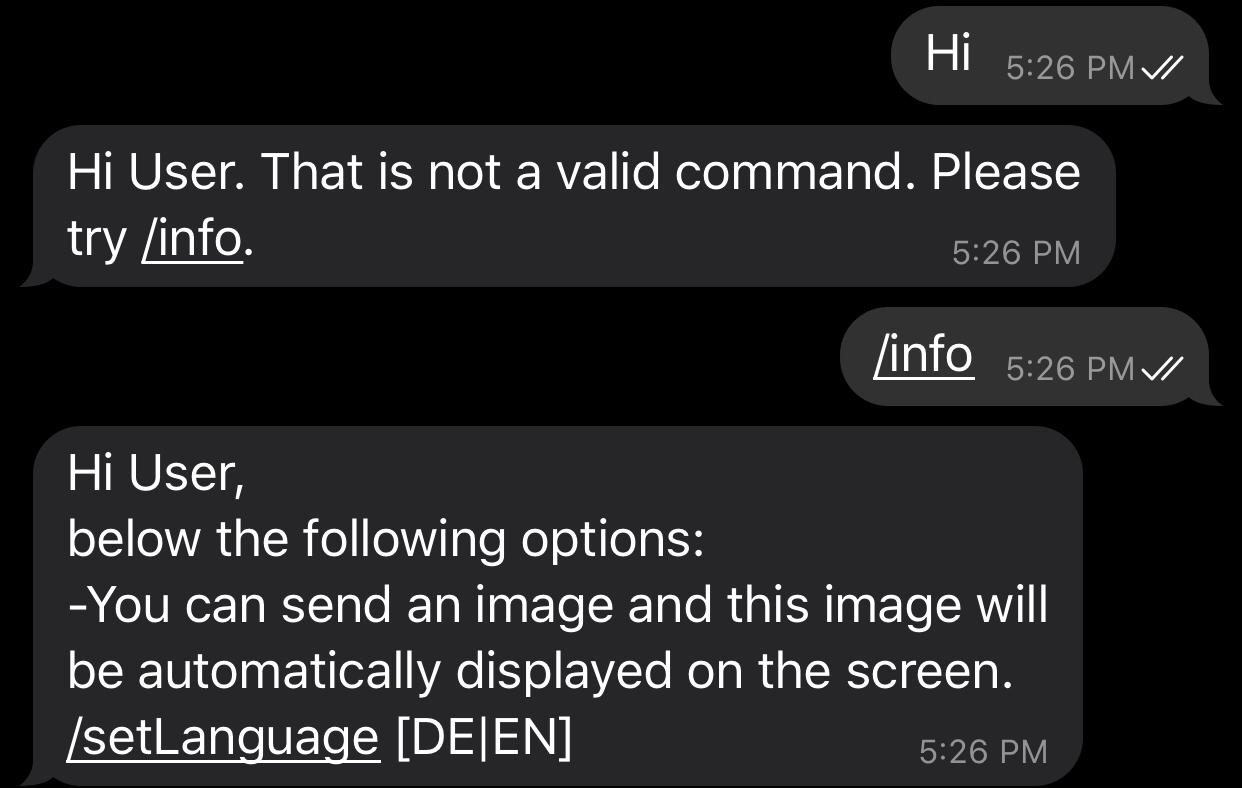 Hi 5:26 PM
Hi User. That is not a valid command. Please
try /info.
5:26 PM
/info 5:26 PM
Hi User,
below the following options:
-You can send an image and this image will
be automatically displayed on the screen.
/setLanguage [DE|EN]
5:26 PM